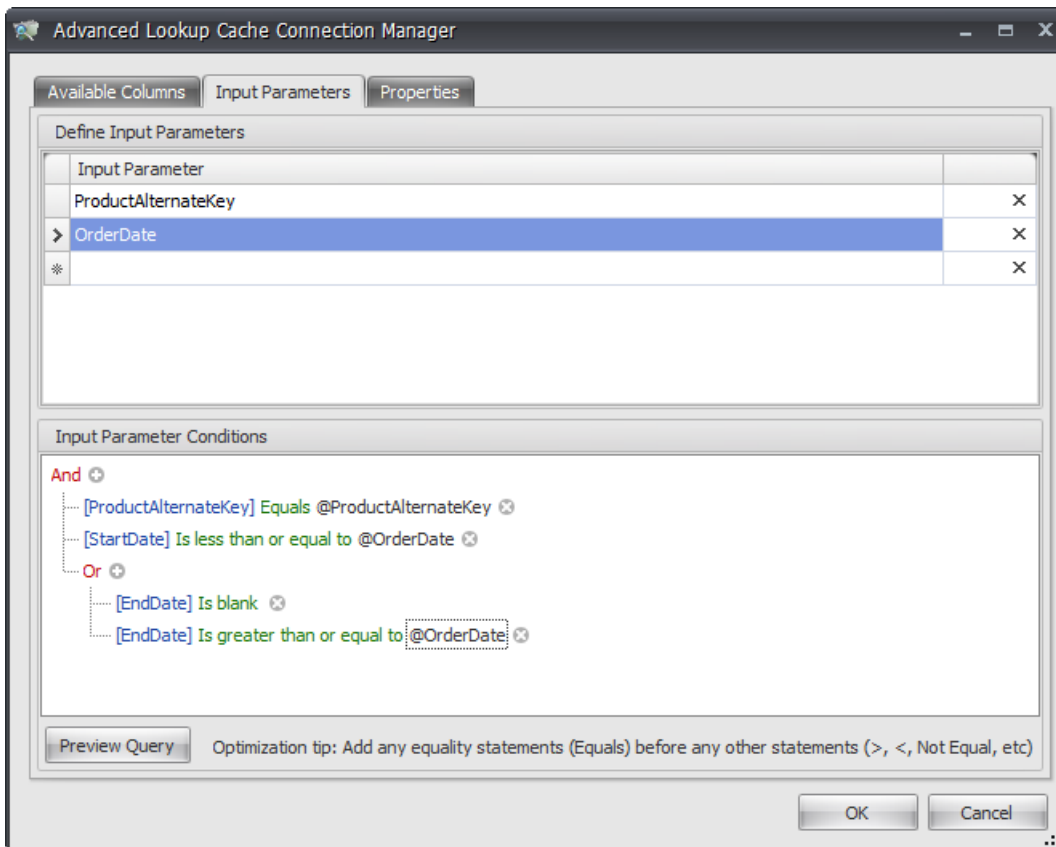 Advanced Lookup Cache Connection Manager
Available Columns Input Parameters Properties
Define Input Parameters
Input Parameter
ProductAlternateKey
OrderDate
Input Parameter Conditions
And
[ProductAlternateKey] Equals @ProductAlternateKey
[StartDate] Is less than or equal to @OrderDate
Or
[EndDate] Is blank
[EndDate] Is greater than or equal to @OrderDate
Preview Query Optimization tip: Add any equality statements (Equals) before any other statements (>, <, Not Equal, etc)
OK Cancel